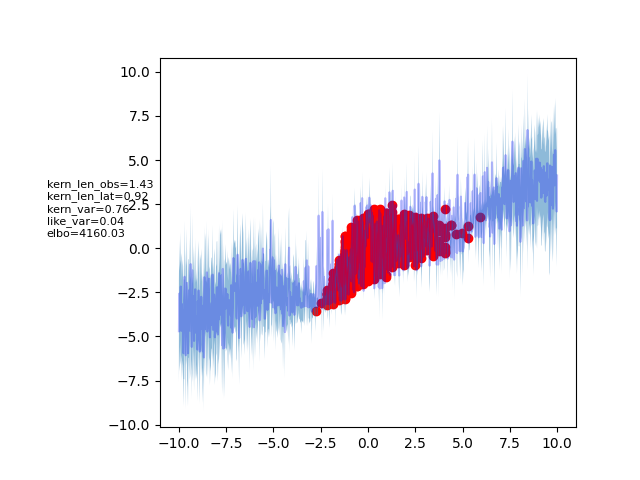 10.0
7.5
5.0
2.5
0.0
−2.5
−5.0
−7.5
−10.0
kern_len_obs=1.43
kern_len_lat=0.92
kern_var=0.76
like_var=0.04
elbo=4160.03
−10.0 −7.5 −5.0 −2.5 0.0 2.5 5.0 7.5 10.0